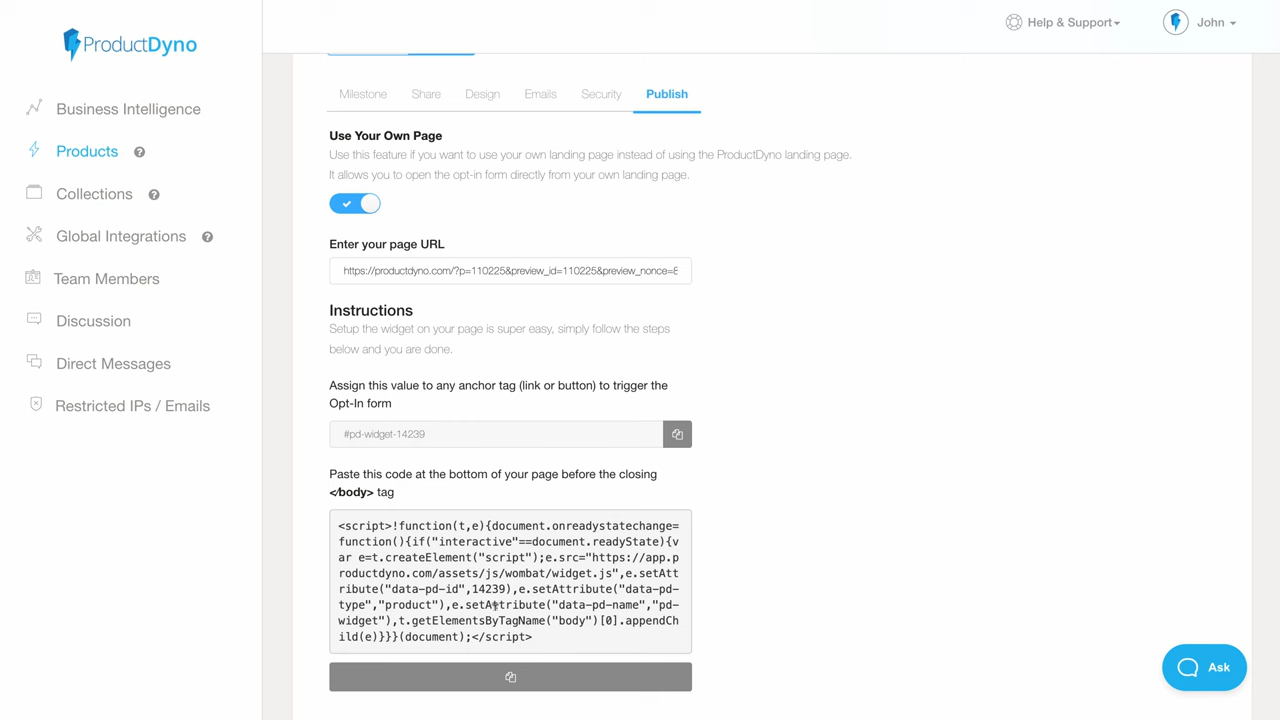 ProductDyno
Help & Support
John
Business Intelligence
Products
Collections
Global Integrations
Team Members
Discussion
Direct Messages
Restricted IPs / Emails
Milestone
Share
Design
Emails
Security
Publish
Use Your Own Page
Use this feature if you want to use your own landing page instead of using the ProductDyno landing page.
It allows you to open the opt-in form directly from your own landing page.
Enter your page URL
https://productdyno.com/?p=110225&preview_id=110225&preview_nonce=
Instructions
Setup the widget on your page is super easy, simply follow the steps
below and you are done.
Assign this value to any anchor tag (link or button) to trigger the
Opt-In form
#pd-widget-14239
Paste this code at the bottom of your page before the closing
</body> tag
<script>!function(t,e){document.onreadystatechange=
function(){if("interactive"==document.readyState){v
ar e=t.createElement("script");e.src="https://app.p
roductdyno.com/assets/js/wombat/widget.js",e.setAtt
ribute("data-pd-id",14239),e.setAttribute("data-pd-
type","product"),e.setAttribute("data-pd-name","pd-
widget"),t.getElementsByTagName("body")[0].appendCh
ild(e)}}}(document);</script>
Ask